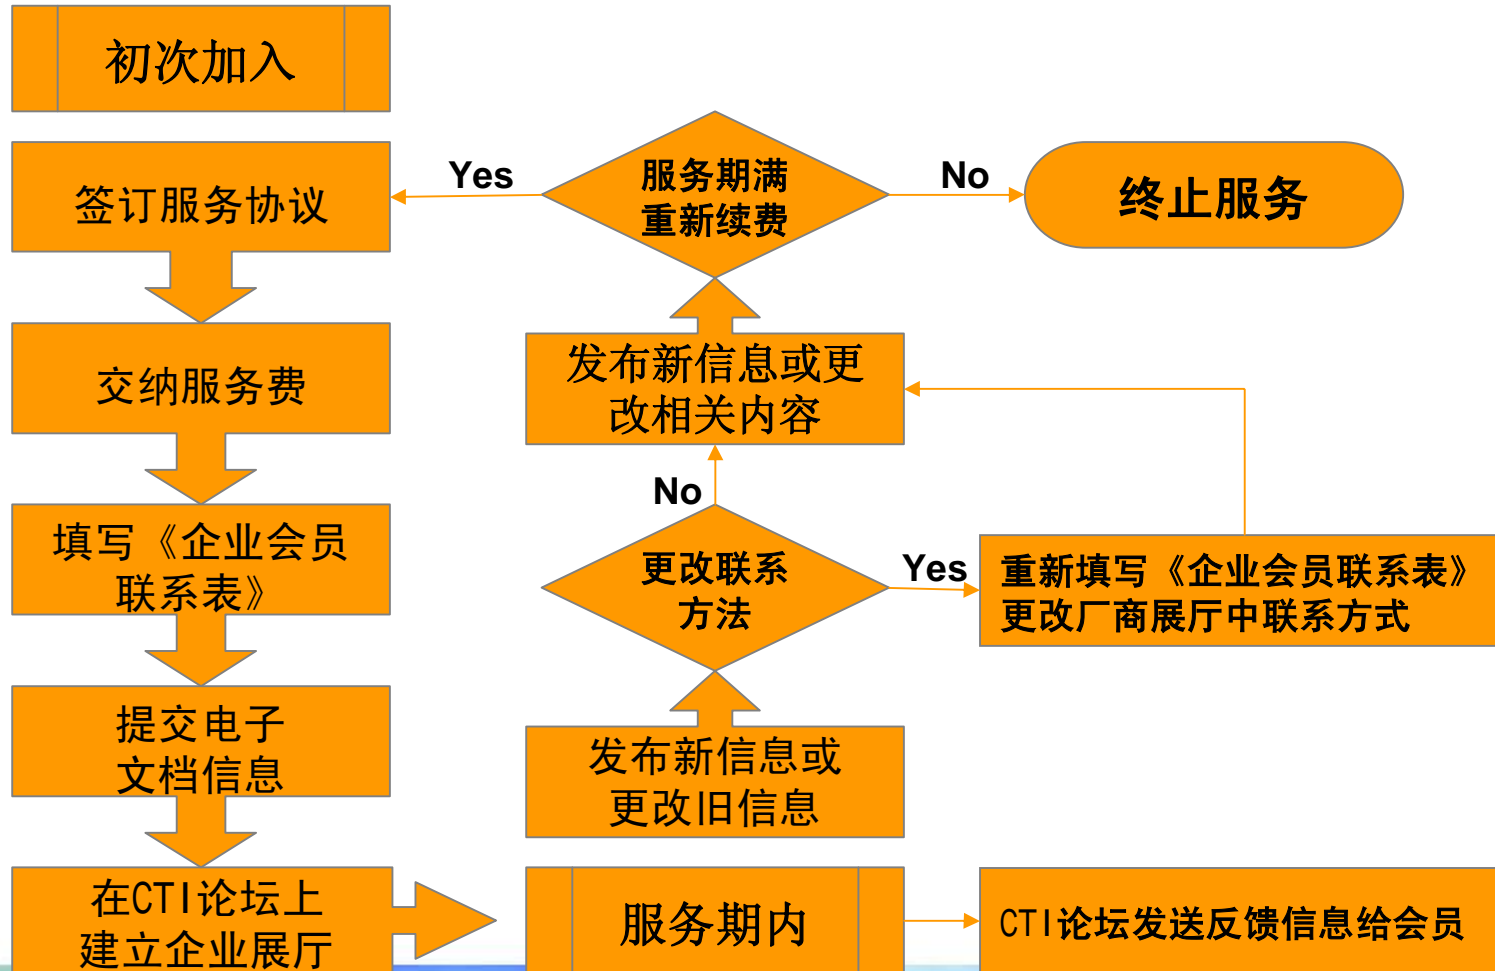 初次加入
签订服务协议
交纳服务费
填写《企业会员
联系表》
提交电子
文档信息
在CTI论坛上
建立企业展厅
服务期内
CTI论坛发送反馈信息给会员
发布新信息或
更改旧信息
更改联系
方法
Yes
重新填写《企业会员联系表》
更改厂商展厅中联系方式
No
发布新信息或更
改相关内容
服务期满
重新续费
Yes
No
终止服务